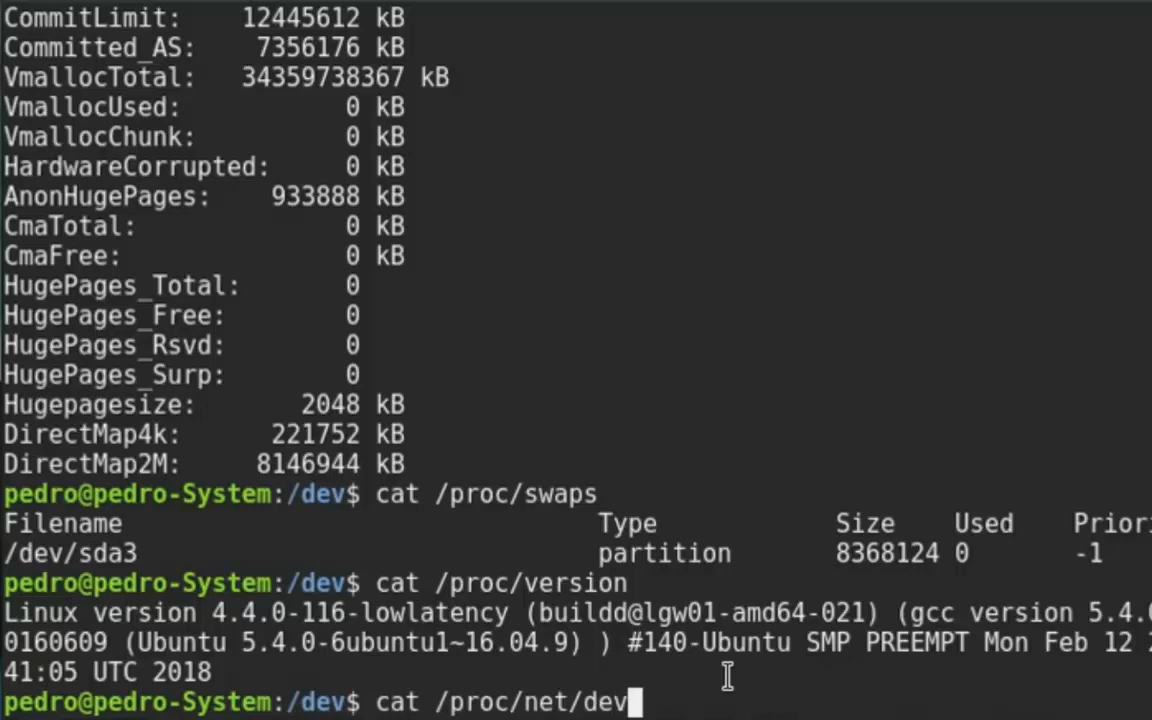 CommitLimit:    12445612 kB
Committed_AS:    7356176 kB
VmallocTotal:   34359738367 kB
VmallocUsed:           0 kB
VmallocChunk:          0 kB
HardwareCorrupted:     0 kB
AnonHugePages:    933888 kB
CmaTotal:              0 kB
CmaFree:               0 kB
HugePages_Total:       0
HugePages_Free:        0
HugePages_Rsvd:        0
HugePages_Surp:        0
Hugepagesize:       2048 kB
DirectMap4k:      221752 kB
DirectMap2M:     8146944 kB
pedro@pedro-System:/dev$ cat /proc/swaps
Filename                                Type            Size    Used    Priori
/dev/sda3                               partition       8368124 0       -1
pedro@pedro-System:/dev$ cat /proc/version
Linux version 4.4.0-116-lowlatency (buildd@lgw01-amd64-021) (gcc version 5.4.0
0160609 (Ubuntu 5.4.0-6ubuntu1~16.04.9) ) #140-Ubuntu SMP PREEMPT Mon Feb 12 2
41:05 UTC 2018
pedro@pedro-System:/dev$ cat /proc/net/dev